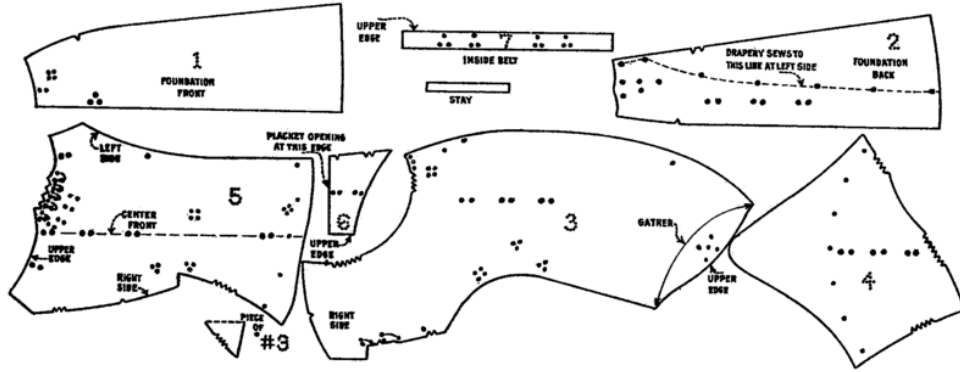 1
FOUNDATION
FRONT
UPPER
EDGE
7
INSIDE BELT
STAY
2
DRAPERY SEWS TO
THIS LINE AT LEFT SIDE
FOUNDATION
BACK
LEFT
SIDE
PLACKET OPENING
AT THIS EDGE
5
CENTER
FRONT
UPPER
EDGE
RIGHT
SIDE
6
UPPER
EDGE
3
GATHER
UPPER
EDGE
4
RIGHT
SIDE
PIECE
OF
#3